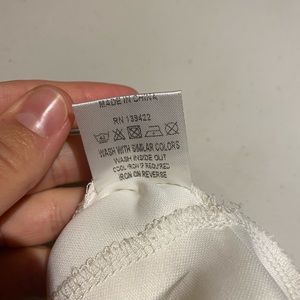 MADE IN CHINA
RN 139422
WASH WITH SIMILAR COLORS
WASH INSIDE OUT
COOL IRON IF REQUIRED
IRON ON REVERSE